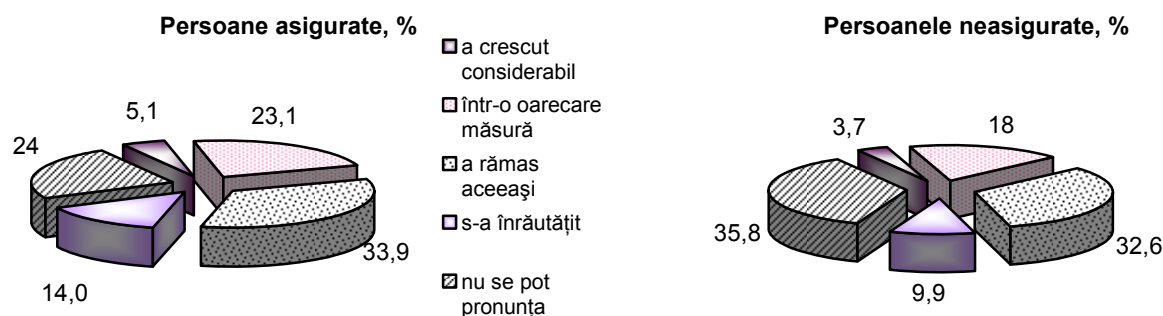 Persoane asigurate, %
5,1
23,1
24
33,9
14,0
a crescut
considerabil
într-o oarecare
măsură
a rămas
aceeaşi
s-a înrăutăţit
nu se pot
pronunţa
Persoanele neasigurate, %
3,7
18
35,8
32,6
9,9